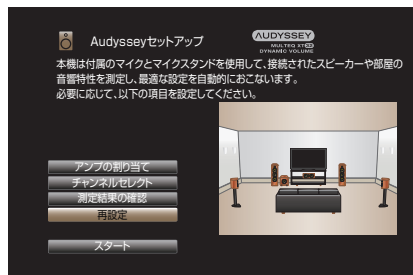 Audysseyセットアップ
AUDYSSEY
MULTEQ XT32
DYNAMIC VOLUME
本機は付属のマイクとマイクスタンドを使用して、接続されたスピーカーや部屋の
音響特性を測定し、最適な設定を自動的におこないます。
必要に応じて、以下の項目を設定してください。
アンプの割り当て
チャンネルセレクト
測定結果の確認
再設定
スタート